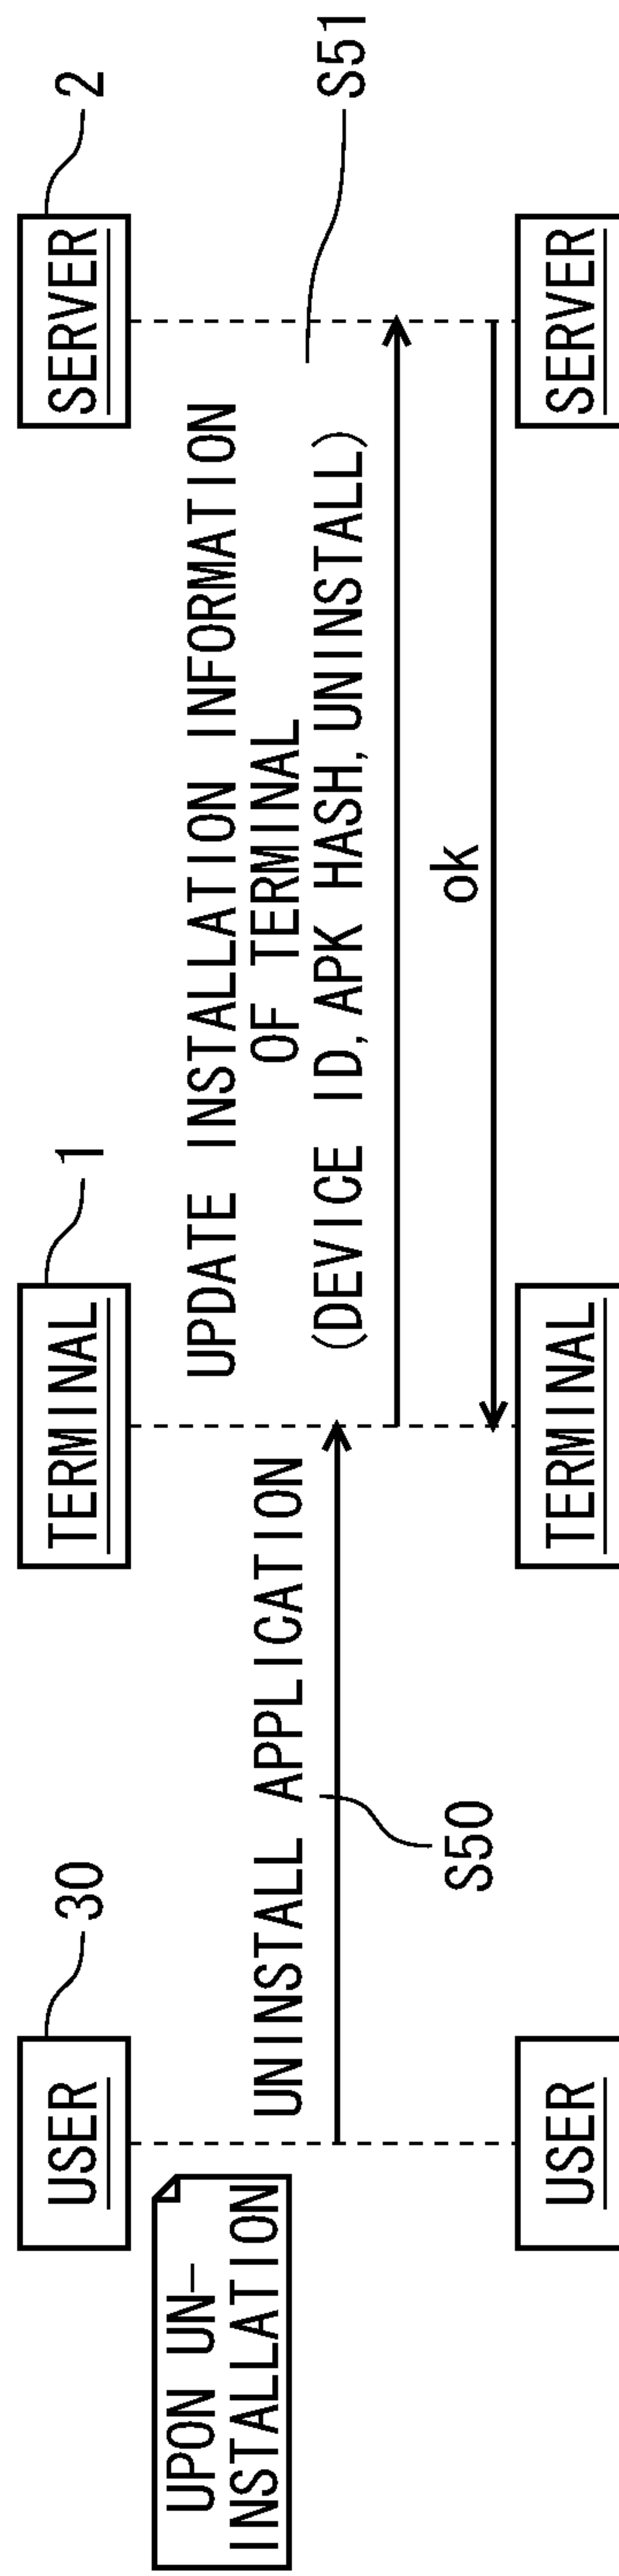 USER
30
TERMINAL
1
SERVER
2
UPON UN-
INSTALLATION
UNINSTALL APPLICATION
S50
UPDATE INSTALLATION INFORMATION
OF TERMINAL
(DEVICE ID, APK HASH, UNINSTALL)
S51
ok
USER
TERMINAL
SERVER